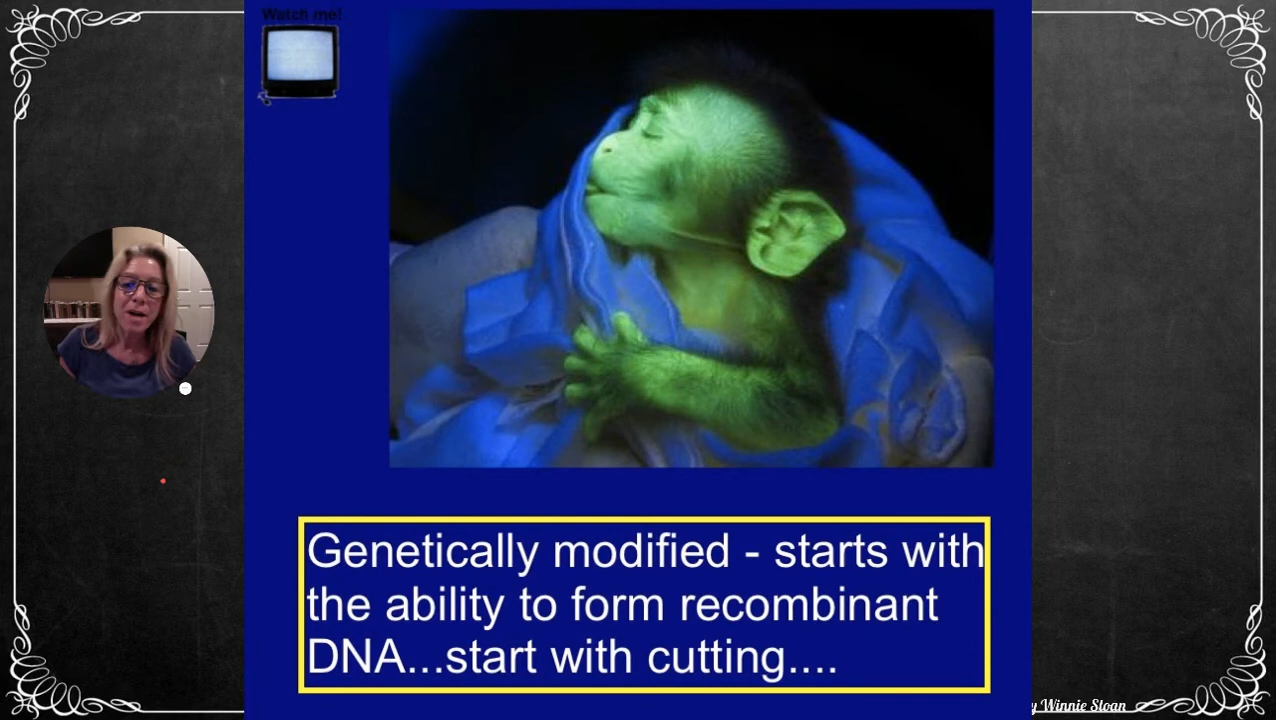 Watch me!
Genetically modified - starts with
the ability to form recombinant
DNA...start with cutting....
y Winnie Sloan